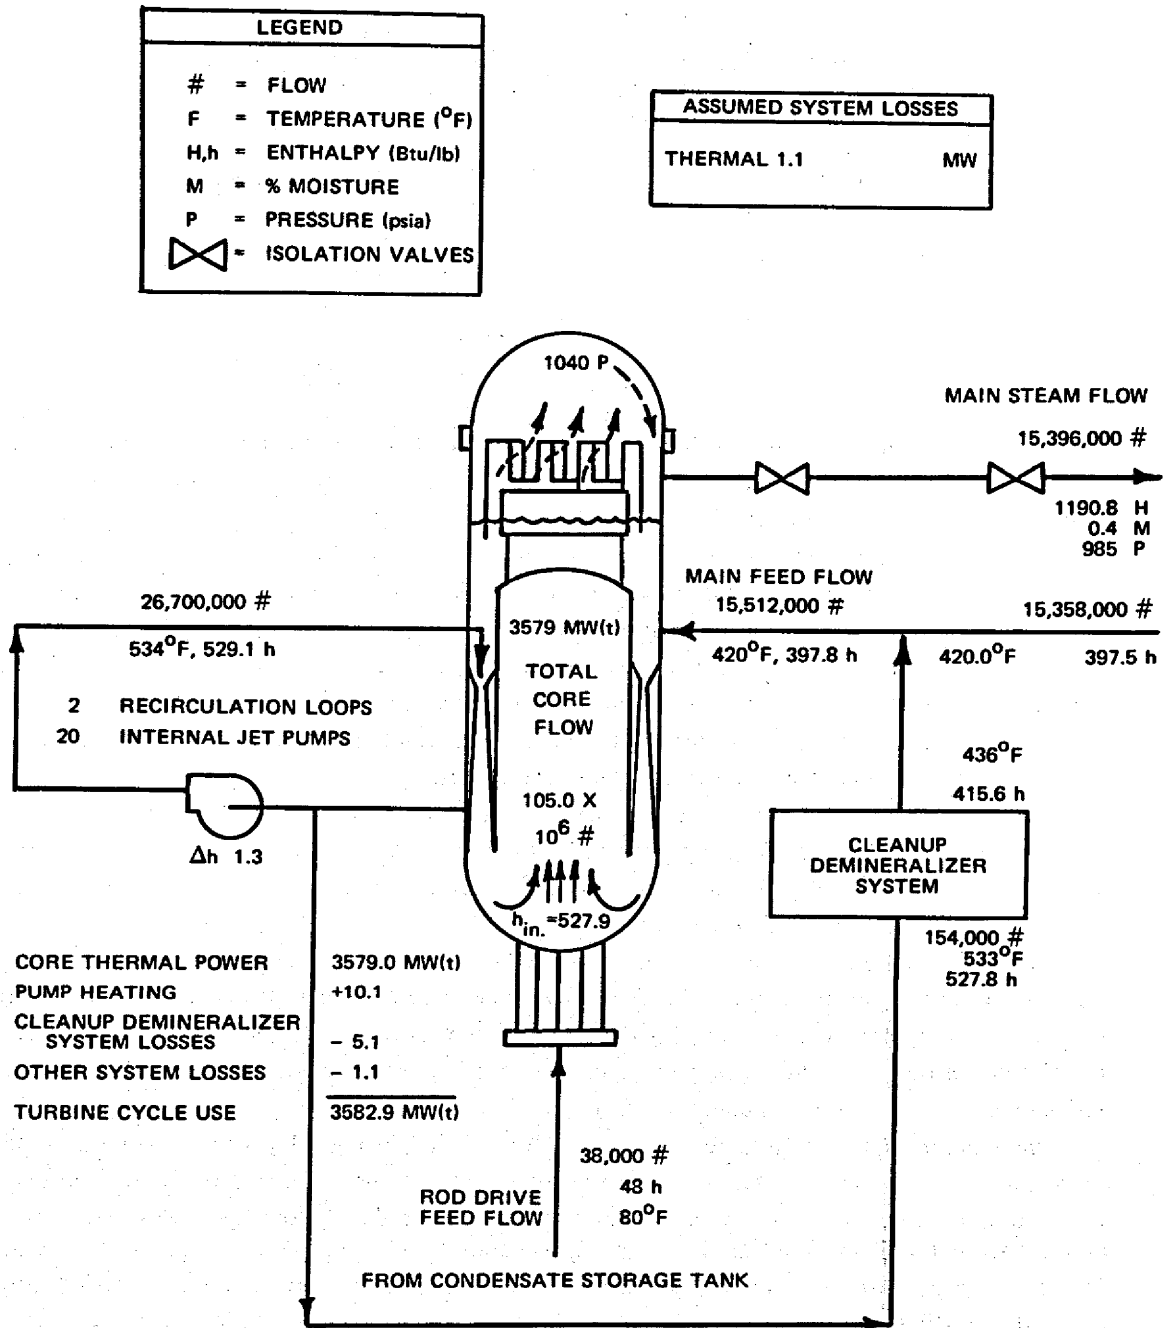 LEGEND
# = FLOW
F = TEMPERATURE (°F)
H,h = ENTHALPY (Btu/lb)
M = % MOISTURE
P = PRESSURE (psia)
= ISOLATION VALVES
ASSUMED SYSTEM LOSSES
THERMAL 1.1 MW
1040 P
MAIN STEAM FLOW
15,396,000 #
1190.8 H
0.4 M
985 P
MAIN FEED FLOW
15,512,000 #
15,358,000 #
420°F, 397.8 h
420.0°F
397.5 h
26,700,000 #
534°F, 529.1 h
2 RECIRCULATION LOOPS
20 INTERNAL JET PUMPS
Δh 1.3
3579 MW(t)
TOTAL
CORE
FLOW
105.0 X
10⁶ #
h in. =527.9
436°F
415.6 h
CLEANUP
DEMINERALIZER
SYSTEM
154,000 #
533°F
527.8 h
CORE THERMAL POWER 3579.0 MW(t)
PUMP HEATING +10.1
CLEANUP DEMINERALIZER
SYSTEM LOSSES – 5.1
OTHER SYSTEM LOSSES – 1.1
TURBINE CYCLE USE 3582.9 MW(t)
38,000 #
48 h
80°F
ROD DRIVE
FEED FLOW
FROM CONDENSATE STORAGE TANK